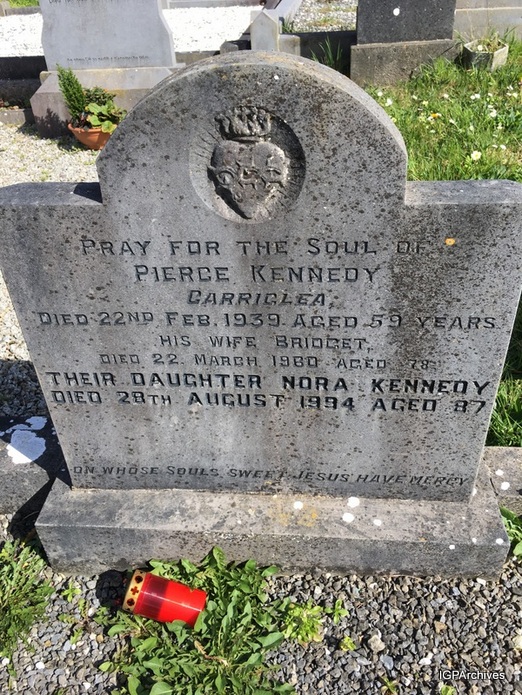 PRAY FOR THE SOUL OF
PIERCE KENNEDY
CARRIGLEA
DIED 22ND FEB. 1939 AGED 59 YEARS
HIS WIFE BRIDGET,
DIED 22. MARCH 1960 AGED 78
THEIR DAUGHTER NORA KENNEDY
DIED 28TH AUGUST 1994 AGED 87
ON WHOSE SOULS SWEET JESUS HAVE MERCY
IGPArchives